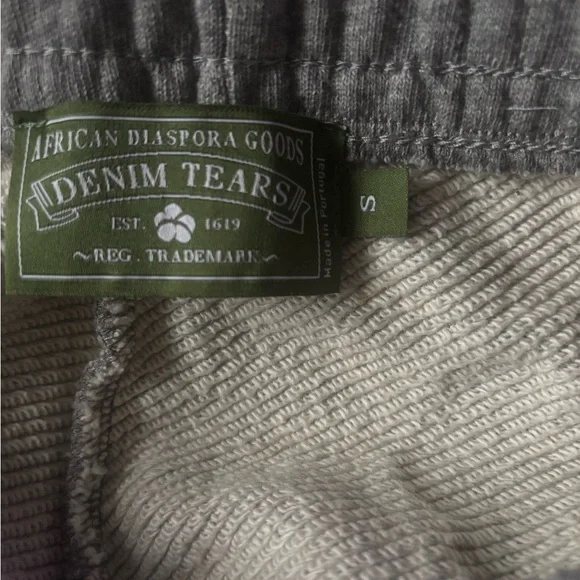 AFRICAN DIASPORA GOODS
DENIM TEARS
EST. 1619
~REG. TRADEMARK~
Made in Portugal
S